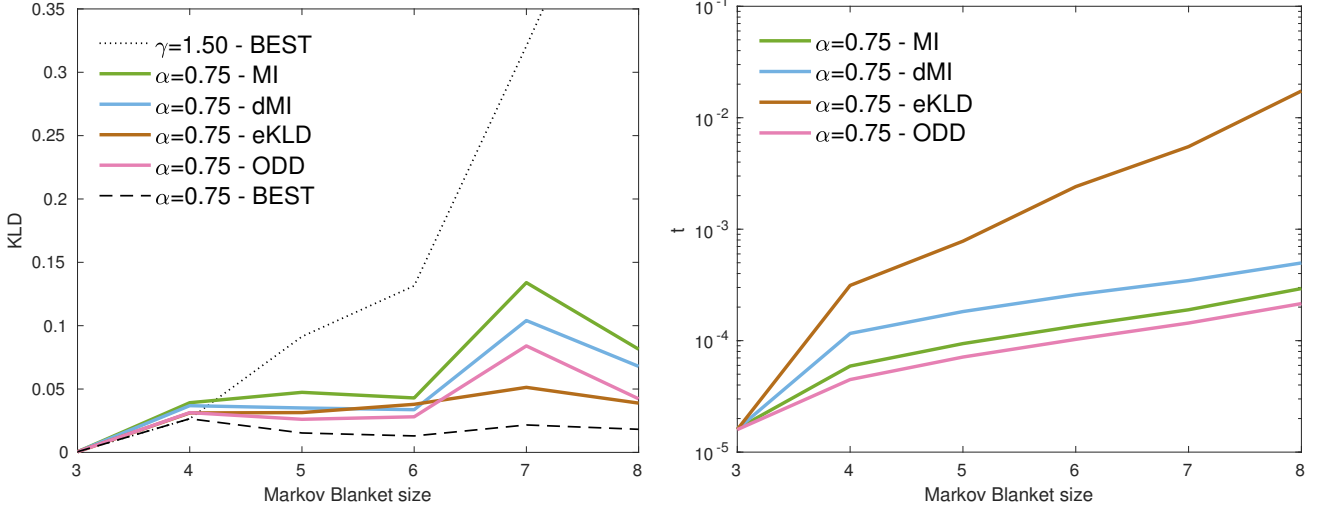 0.35
0.3
0.25
0.2
0.15
0.1
0.05
0
KLD
γ=1.50 - BEST
α=0.75 - MI
α=0.75 - dMI
α=0.75 - eKLD
α=0.75 - ODD
α=0.75 - BEST
3 4 5 6 7 8
Markov Blanket size
10⁻¹
10⁻²
10⁻³
10⁻⁴
10⁻⁵
t
α=0.75 - MI
α=0.75 - dMI
α=0.75 - eKLD
α=0.75 - ODD
3 4 5 6 7 8
Markov Blanket size